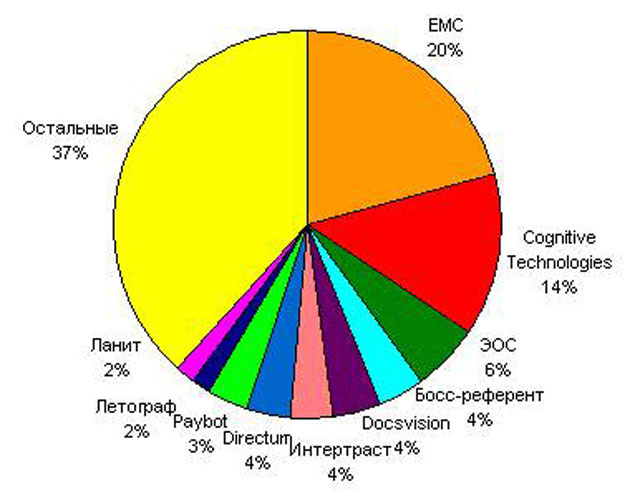 EMC
20%
Cognitive
Technologies
14%
ЭОС
6%
Босс-референт
4%
Docsvision
4%
Интертраст
4%
Directum
4%
Paybot
3%
Летограф
2%
Ланит
2%
Остальные
37%